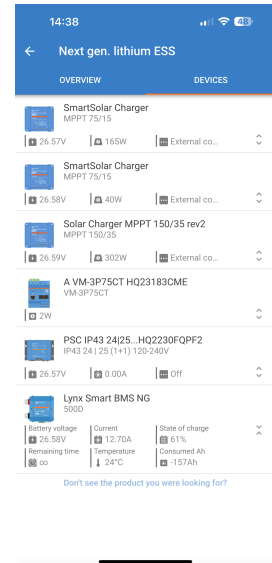 14:38
48
Next gen. lithium ESS
OVERVIEW
DEVICES
SmartSolar Charger
MPPT 75/15
26.57V
165W
External co...
SmartSolar Charger
MPPT 75/15
26.58V
40W
External co...
Solar Charger MPPT 150/35 rev2
MPPT 150/35
26.59V
302W
External co...
A VM-3P75CT HQ23183CME
VM-3P75CT
2W
PSC IP43 24|25...HQ2230FQPF2
IP43 24 | 25 (1+1) 120-240V
26.57V
0.00A
Off
Lynx Smart BMS NG
500D
Battery voltage
Current
State of charge
26.58V
12.70A
61%
Remaining time
Temperature
Consumed Ah
∞
24°C
-157Ah
Don't see the product you were looking for?